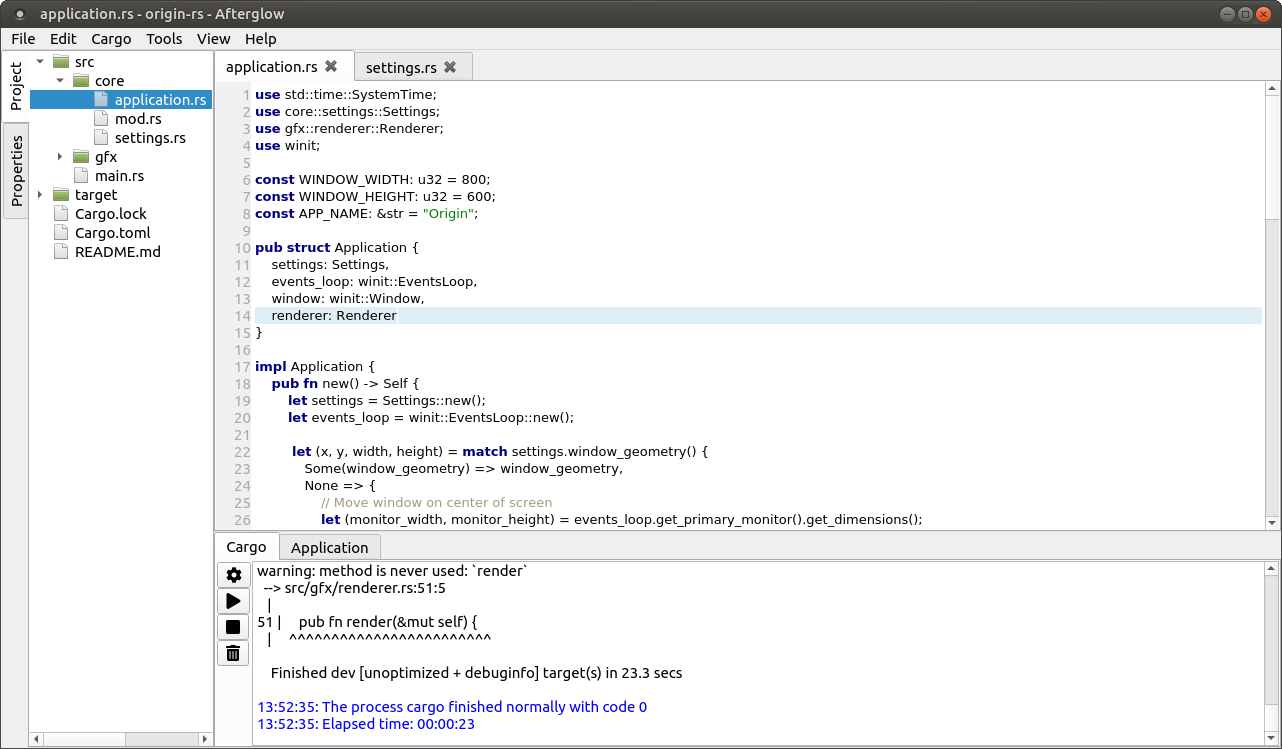 application.rs - origin-rs - Afterglow
File Edit Cargo Tools View Help
Project
Properties
src
core
application.rs
mod.rs
settings.rs
gfx
main.rs
target
Cargo.lock
Cargo.toml
README.md
application.rs settings.rs
1 use std::time::SystemTime;
2 use core::settings::Settings;
3 use gfx::renderer::Renderer;
4 use winit;
5
6 const WINDOW_WIDTH: u32 = 800;
7 const WINDOW_HEIGHT: u32 = 600;
8 const APP_NAME: &str = "Origin";
9
10 pub struct Application {
11     settings: Settings,
12     events_loop: winit::EventsLoop,
13     window: winit::Window,
14     renderer: Renderer
15 }
16
17 impl Application {
18     pub fn new() -> Self {
19         let settings = Settings::new();
20         let events_loop = winit::EventsLoop::new();
21
22         let (x, y, width, height) = match settings.window_geometry() {
23             Some(window_geometry) => window_geometry,
24             None => {
25                 // Move window on center of screen
26                 let (monitor_width, monitor_height) = events_loop.get_primary_monitor().get_dimensions();
Cargo Application
warning: method is never used: `render`
--> src/gfx/renderer.rs:51:5
|
51 |     pub fn render(&mut self) {
|     ^^^^^^^^^^^^^^^^^^^^^^^^
Finished dev [unoptimized + debuginfo] target(s) in 23.3 secs
13:52:35: The process cargo finished normally with code 0
13:52:35: Elapsed time: 00:00:23